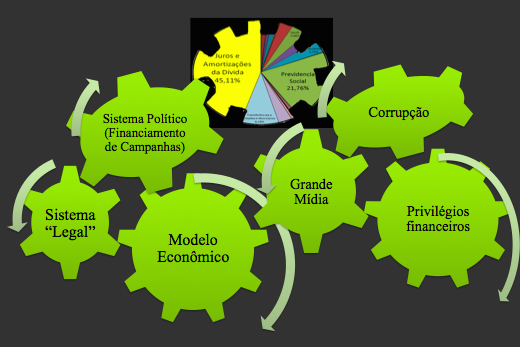 Juros e
Amortizações
da Dívida
45,11%
Previdência
Social
21,76%
Sistema Político
(Financiamento
de Campanhas)
Corrupção
Grande
Mídia
Sistema
“Legal”
Modelo
Econômico
Privilégios
financeiros